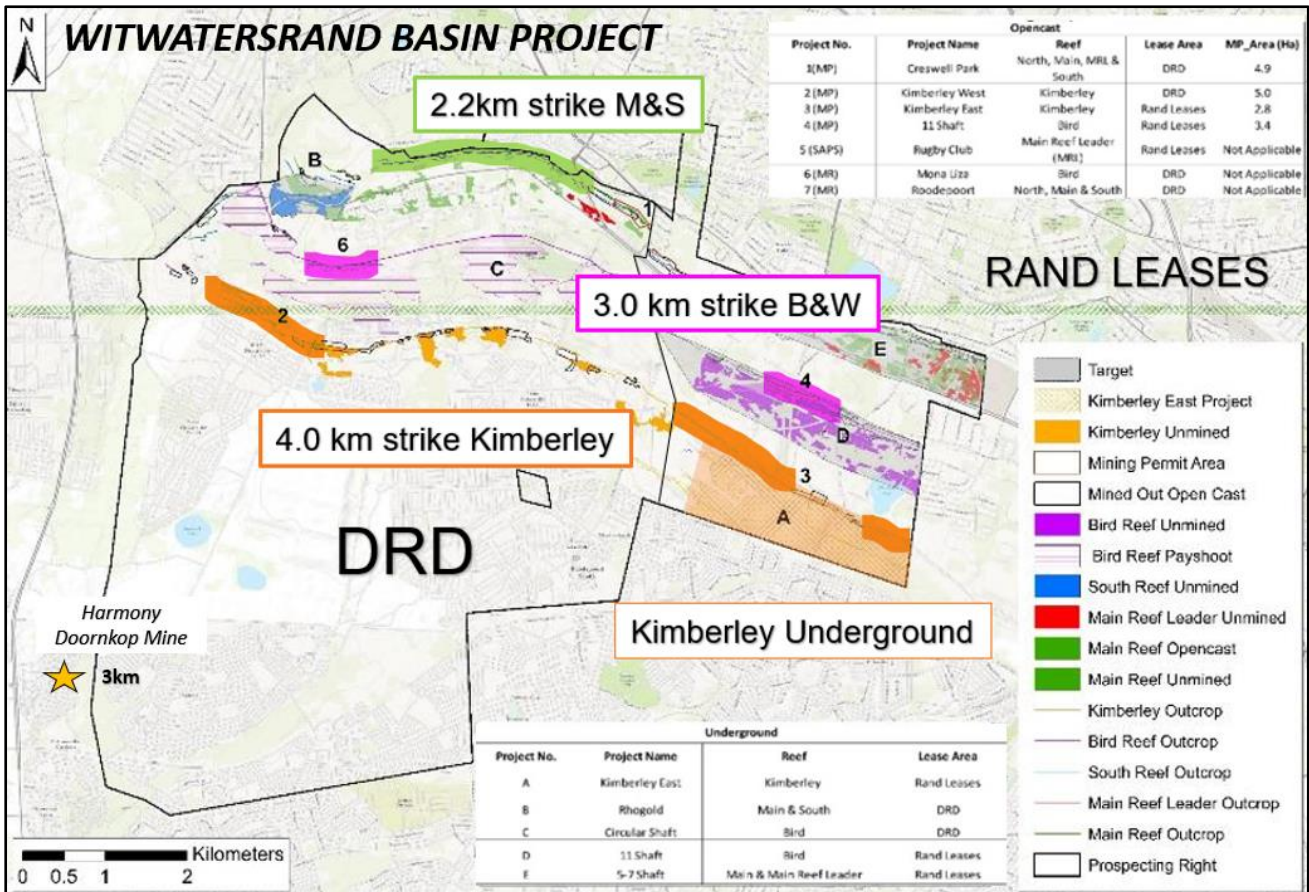 N
WITWATERSRAND BASIN PROJECT
Opencast
Project No. Project Name Reef Lease Area MP_Area (Ha)
1(MP) Creswell Park North, Main, MRL & South DRD 4.9
2 (MP) Kimberley West Kimberley DRD 5.0
3 (MP) Kimberley East Kimberley Rand Leases 2.8
4 (MP) 11 Shaft Bird Rand Leases 3.4
5 (SAPS) Rugby Club Main Reef Leader (MRL) Rand Leases Not Applicable
6 (MR) Mona Liza Bird DRD Not Applicable
7 (MR) Roodepoort North, Main & South DRD Not Applicable
2.2km strike M&S
B
1
6
C
RAND LEASES
3.0 km strike B&W
2
E
4
D
4.0 km strike Kimberley
3
A
DRD
Kimberley Underground
Harmony
Doornkop Mine
3km
Target
Kimberley East Project
Kimberley Unmined
Mining Permit Area
Mined Out Open Cast
Bird Reef Unmined
Bird Reef Payshoot
South Reef Unmined
Main Reef Leader Unmined
Main Reef Opencast
Main Reef Unmined
Kimberley Outcrop
Bird Reef Outcrop
South Reef Outcrop
Main Reef Leader Outcrop
Main Reef Outcrop
Prospecting Right
Underground
Project No. Project Name Reef Lease Area
A Kimberley East Kimberley Rand Leases
B Rhogold Main & South DRD
C Circular Shaft Bird DRD
D 11 Shaft Bird Rand Leases
E 5-7 Shaft Main & Main Reef Leader Rand Leases
Kilometers
0 0.5 1 2